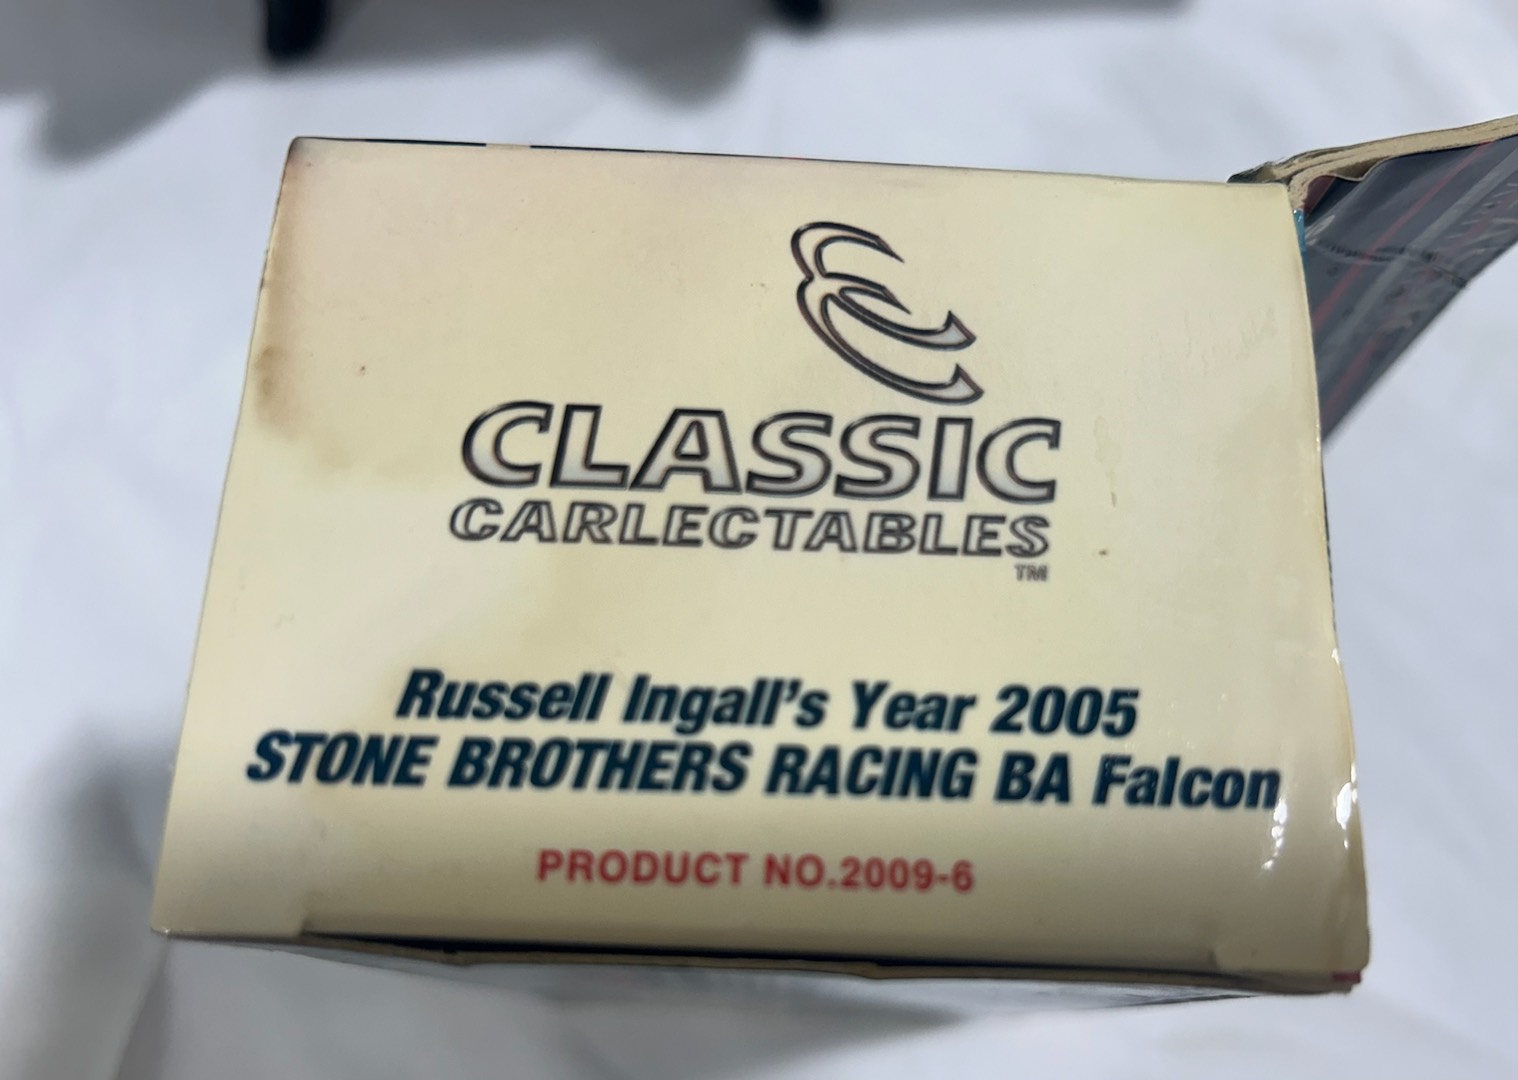 CLASSIC
CARLECTABLES
TM
Russell Ingall's Year 2005
STONE BROTHERS RACING BA Falcon
PRODUCT NO.2009-6